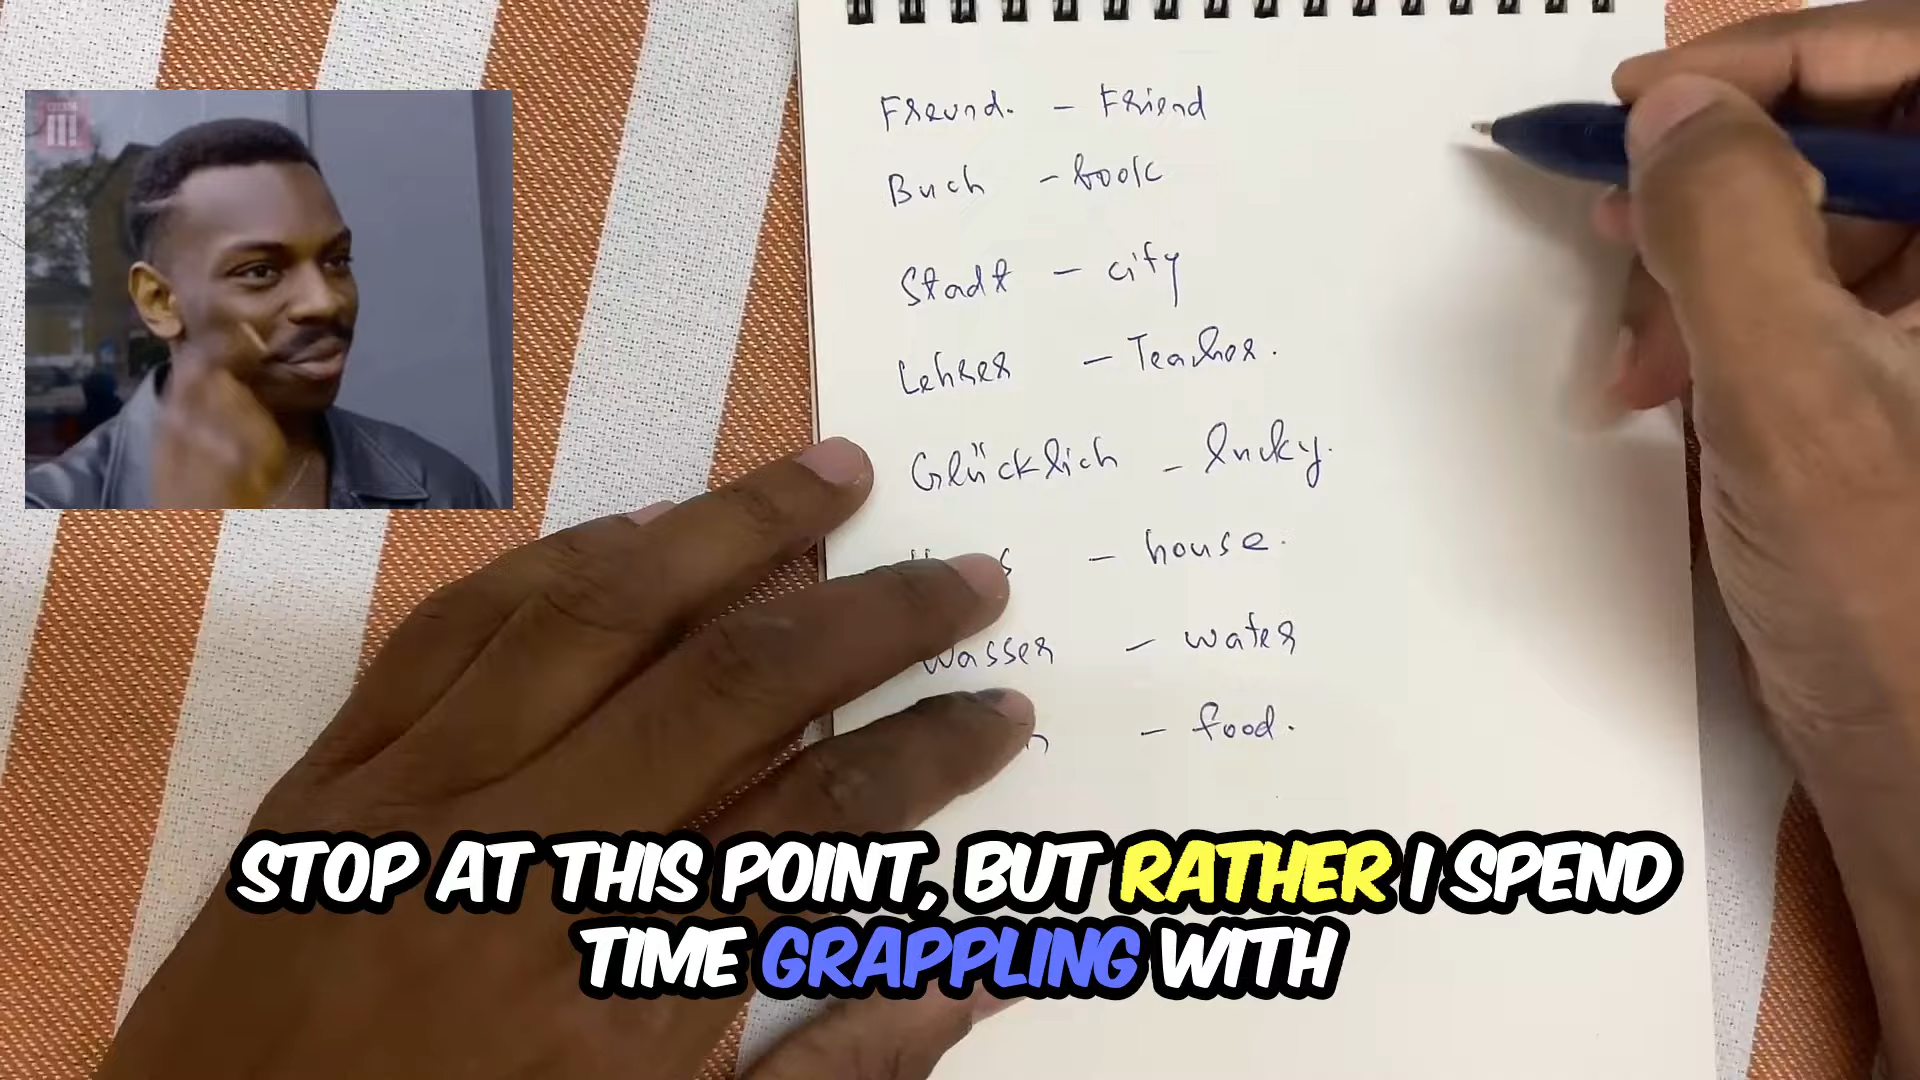 Freund. - Friend
Buch - book
Stadt - city
Lehrer - Teacher.
Glücklich - lucky.
- house.
Wasser - water
- food.
STOP AT THIS POINT, BUT RATHER I SPEND
TIME GRAPPLING WITH